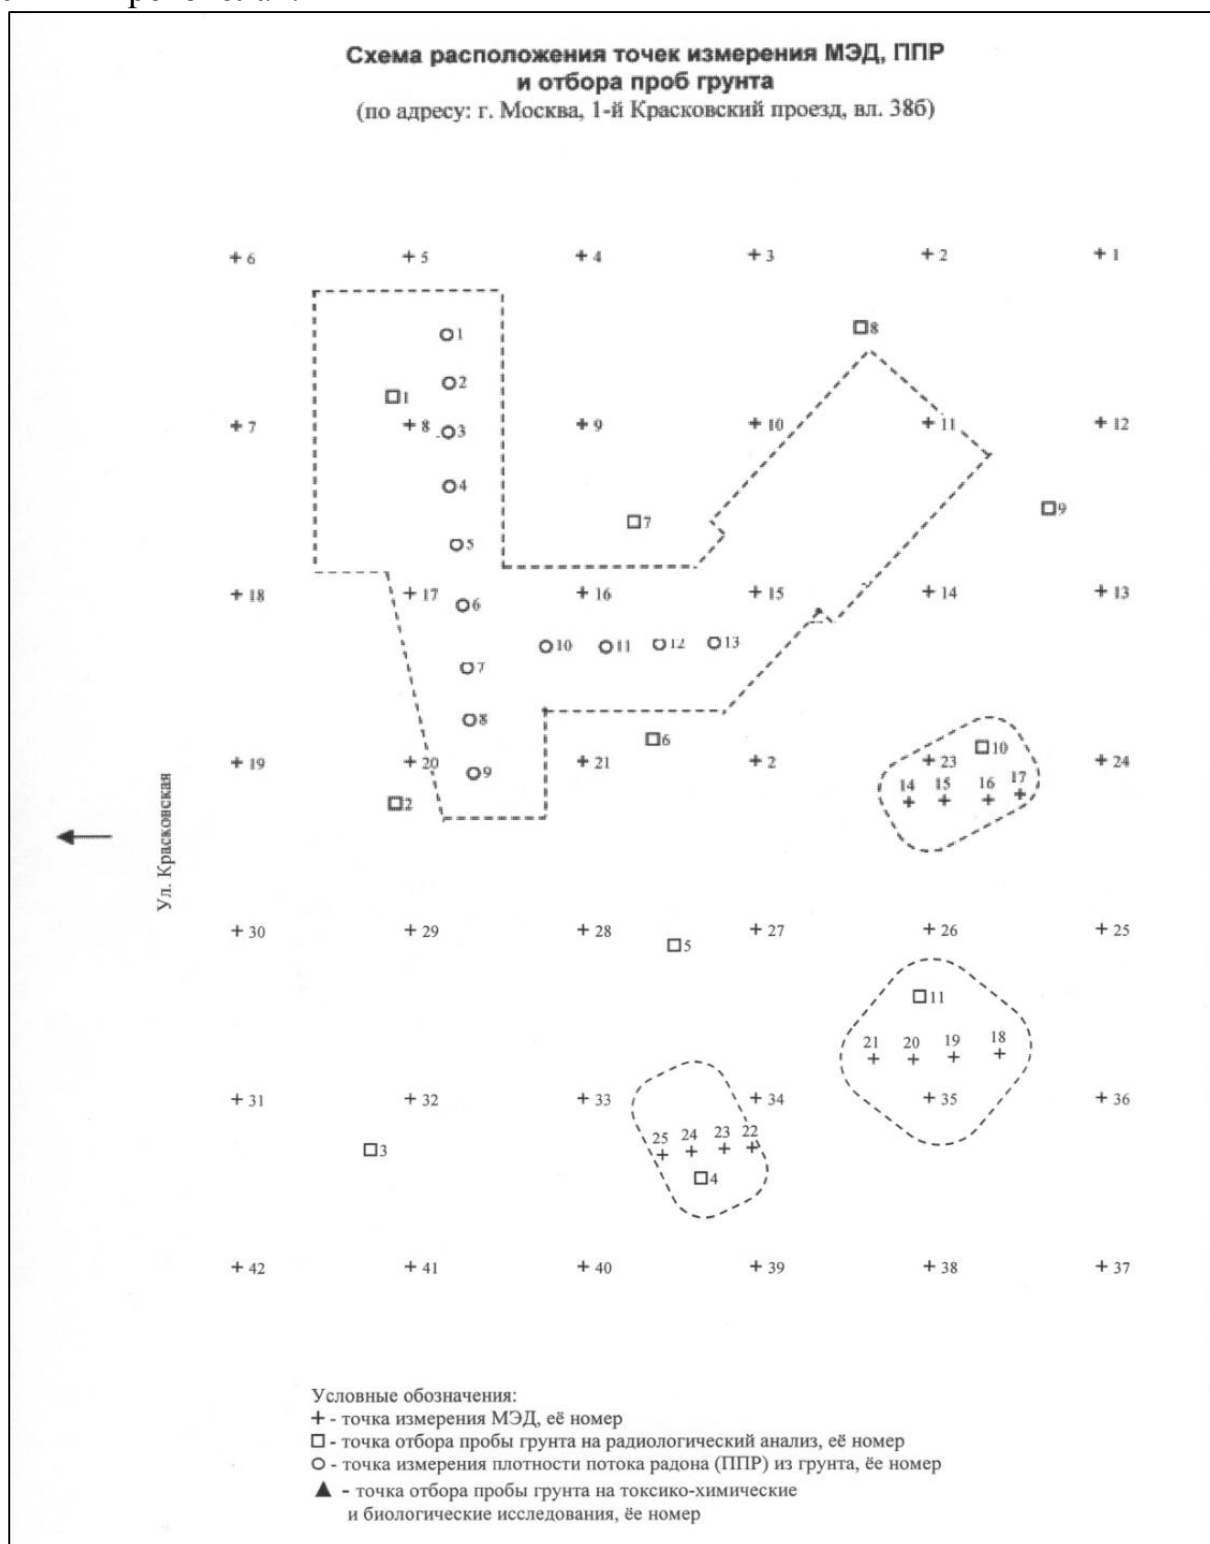 Схема расположения точек измерения МЭД, ППР
и отбора проб грунта
(по адресу: г. Москва, 1-й Красковский проезд, вл. 38б)
+ 6 + 5 + 4 + 3 + 2 + 1
8
1
2
1
+ 7 + 8 3 + 9 + 10 + 11 + 12
4
7 9
5
+ 18 + 17 6 + 16 + 15 + 14 + 13
10 11 12 13
7
8
6 10
+ 19 + 20 9 + 21 + 2 + 23 + 24
14 15 16 17
2
Ул. Красковская
+ 30 + 29 + 28 + 27 + 26 + 25
5
11
21 20 19 18
+ 31 + 32 + 33 + 34 + 35 + 36
25 24 23 22
3
4
+ 42 + 41 + 40 + 39 + 38 + 37
Условные обозначения:
+ - точка измерения МЭД, её номер
□ - точка отбора пробы грунта на радиологический анализ, её номер
○ - точка измерения плотности потока радона (ППР) из грунта, ёе номер
▲ - точка отбора пробы грунта на токсико-химические
и биологические исследования, ёе номер